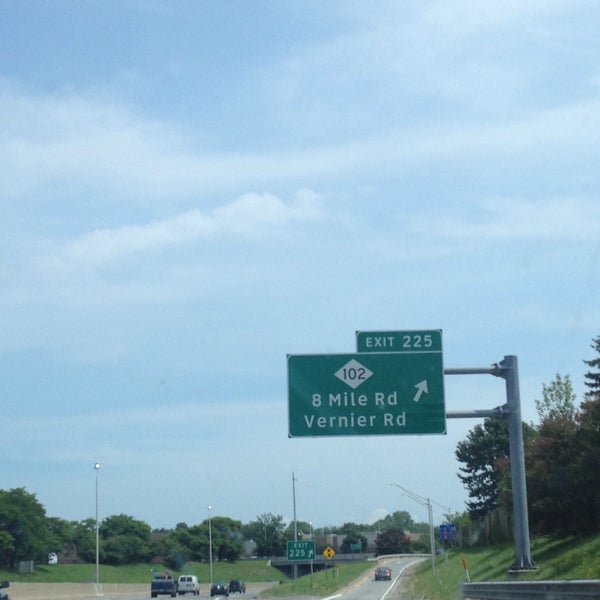 EXIT 225
102
8 Mile Rd
Vernier Rd
EXIT
225